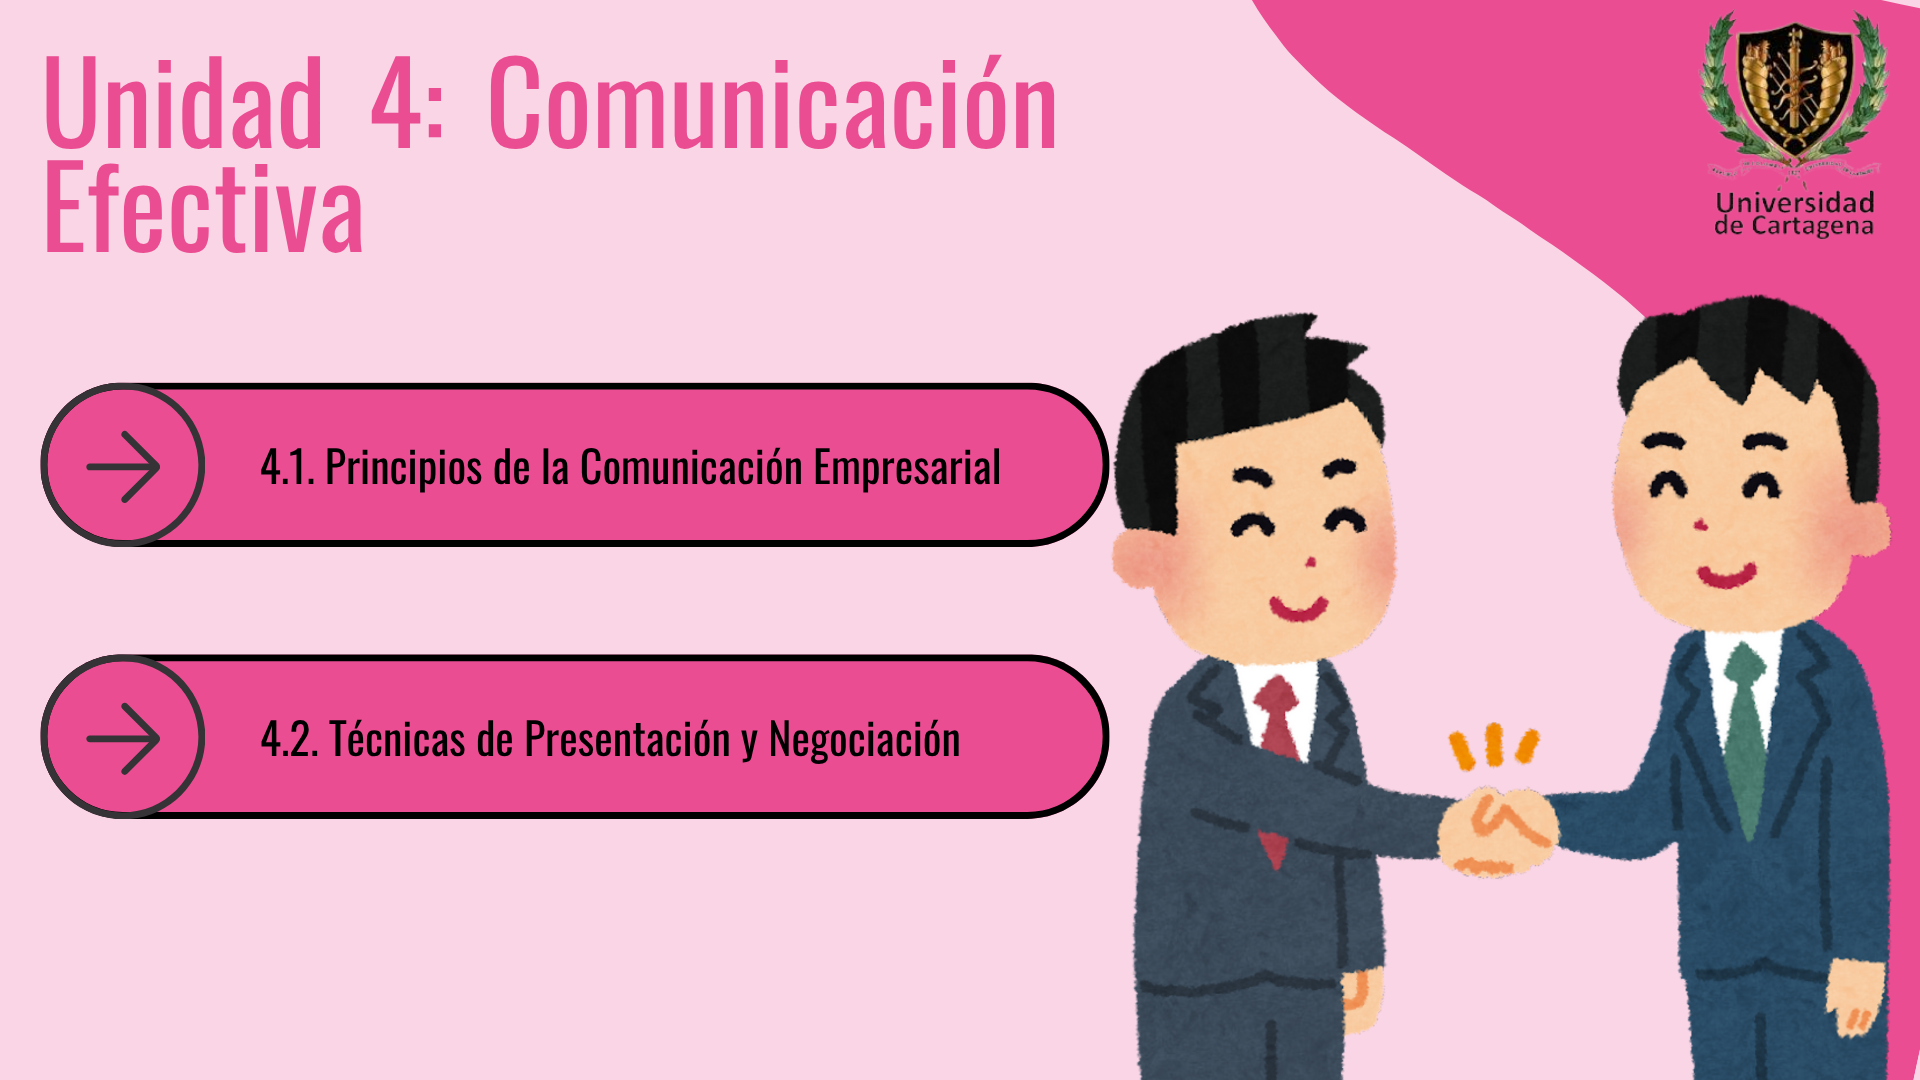 Unidad 4: Comunicación
Efectiva
Universidad
de Cartagena
4.1. Principios de la Comunicación Empresarial
4.2. Técnicas de Presentación y Negociación